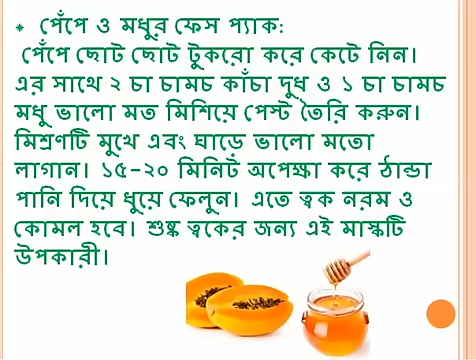 * পেঁপে ও মধুর ফেস প্যাক:
পেঁপে ছোট ছোট টুকরো করে কেটে নিন।
এর সাথে ২ চা চামচ কাঁচা দুধ ও ১ চা চামচ
মধু ভালো মত মিশিয়ে পেস্ট তৈরি করুন।
মিশ্রণটি মুখে এবং ঘাড়ে ভালো মতো
লাগান। ১৫-২০ মিনিট অপেক্ষা করে ঠান্ডা
পানি দিয়ে ধুয়ে ফেলুন। এতে ত্বক নরম ও
কোমল হবে। শুষ্ক ত্বকের জন্য এই মাস্কটি
উপকারী।